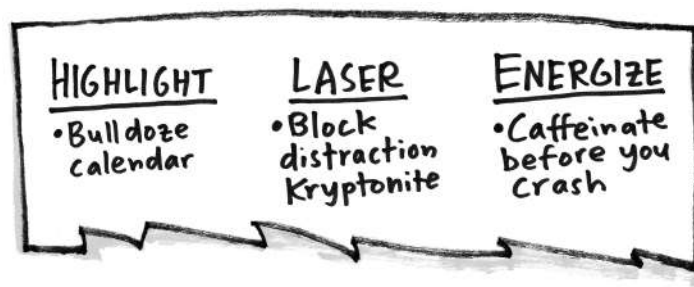 HIGHLIGHT
• Bulldoze
calendar
LASER
• Block
distraction
Kryptonite
ENERGIZE
• Caffeinate
before you
crash